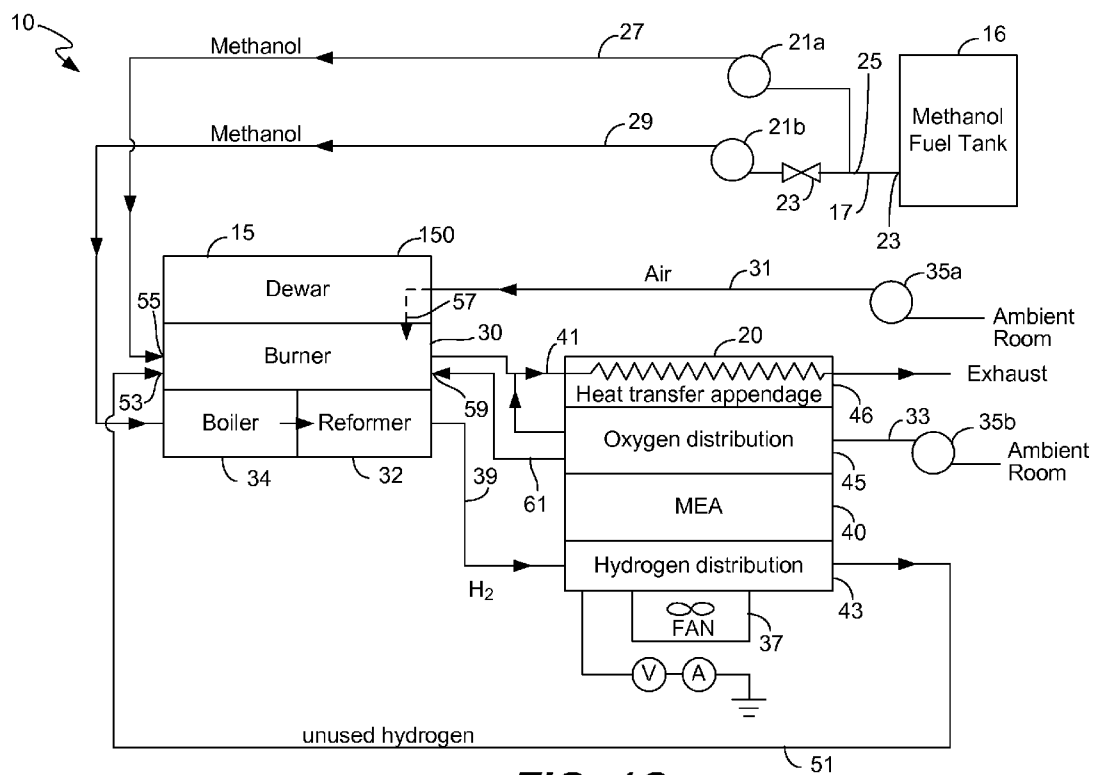 10
Methanol
27
21a
16
25
Methanol
Fuel Tank
Methanol
29
21b
23
17
23
15
150
Dewar
Air
31
35a
57
Ambient
Room
55
Burner
30
41
20
Exhaust
53
59
Heat transfer appendage
46
Boiler
Reformer
Oxygen distribution
33
35b
Ambient
Room
34
32
39
61
45
MEA
40
H2
Hydrogen distribution
43
FAN
37
V
A
unused hydrogen
51